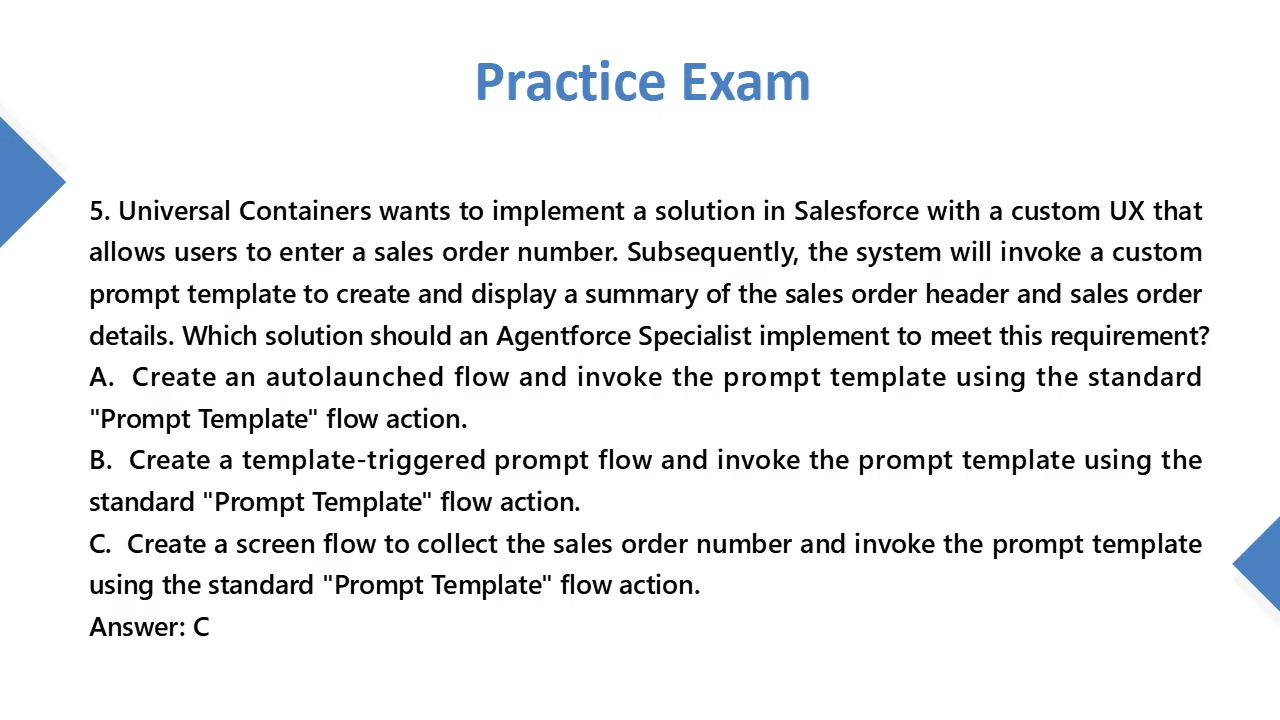 Practice Exam
5. Universal Containers wants to implement a solution in Salesforce with a custom UX that
allows users to enter a sales order number. Subsequently, the system will invoke a custom
prompt template to create and display a summary of the sales order header and sales order
details. Which solution should an Agentforce Specialist implement to meet this requirement?
A. Create an autolaunched flow and invoke the prompt template using the standard
"Prompt Template" flow action.
B. Create a template-triggered prompt flow and invoke the prompt template using the
standard "Prompt Template" flow action.
C. Create a screen flow to collect the sales order number and invoke the prompt template
using the standard "Prompt Template" flow action.
Answer: C